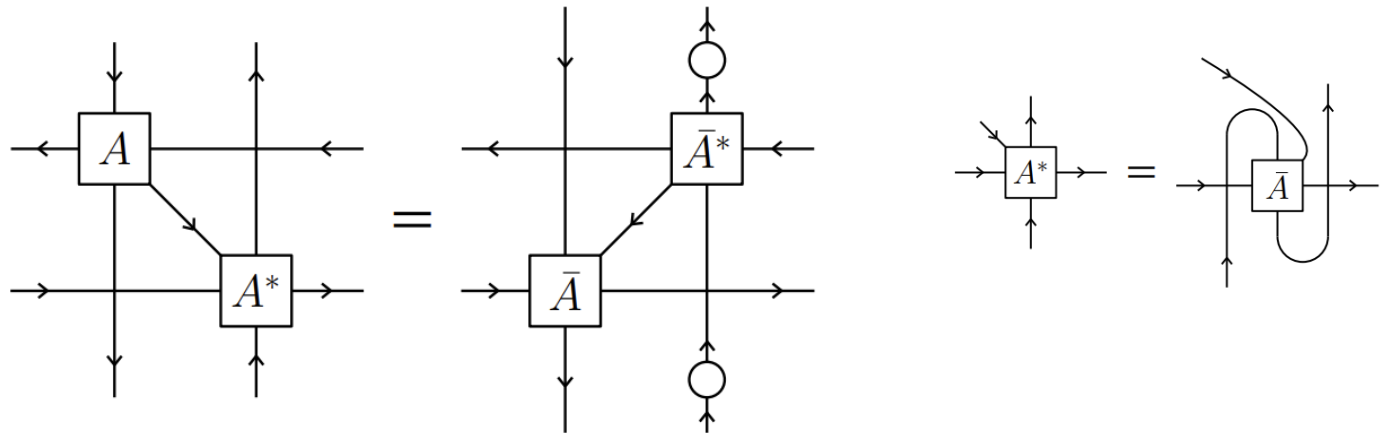 A
A*
=
Ā*
Ā
A*
=
Ā